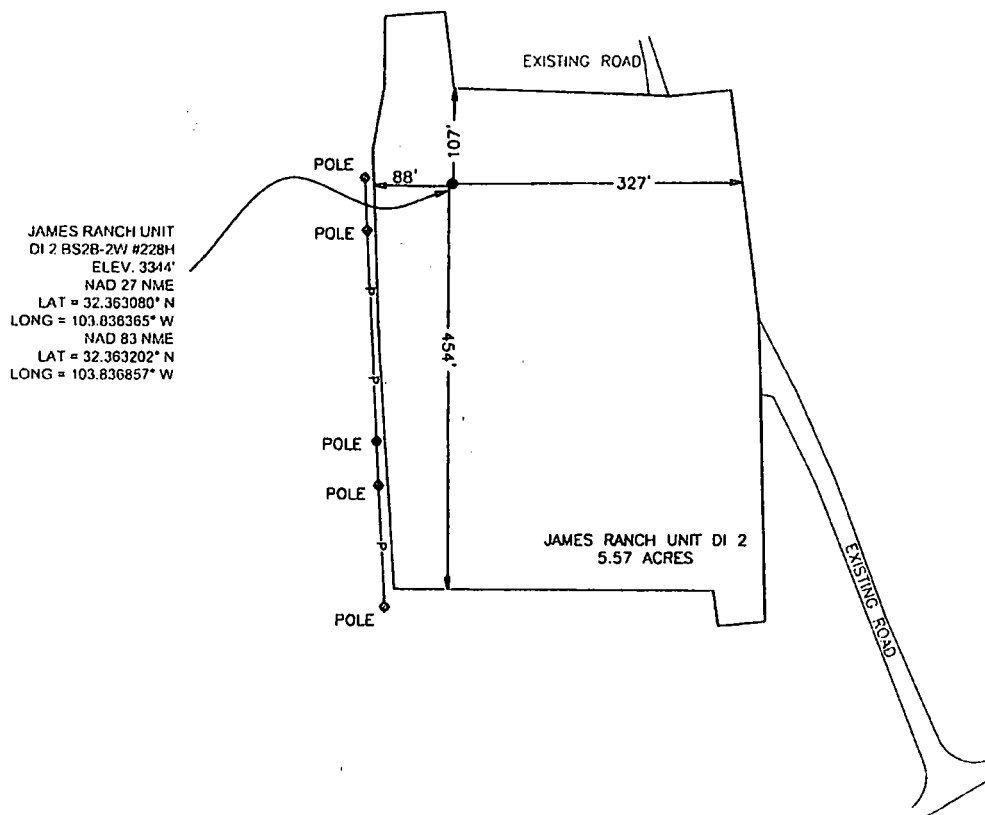 EXISTING ROAD
107'
POLE
88'
327'
POLE
JAMES RANCH UNIT
DI 2 BS2B-2W #228H
ELEV. 3344'
NAD 27 NME
LAT = 32.363080° N
LONG = 103.836365° W
NAD 83 NME
LAT = 32.363202° N
LONG = 103.836857° W
P
454'
P
POLE
POLE
P
JAMES RANCH UNIT DI 2
5.57 ACRES
EXISTING ROAD
POLE